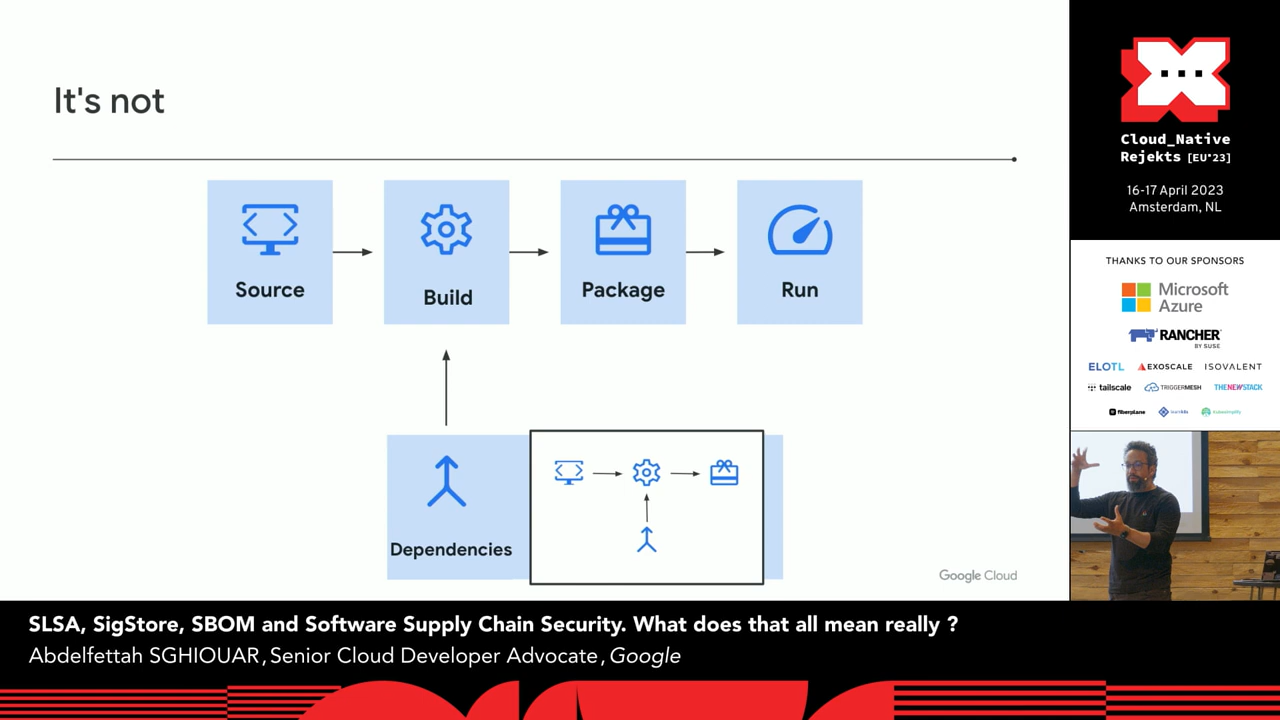 It's not
Source
Build
Package
Run
Dependencies
Google Cloud
Cloud_Native
Rejekts [EU*23]
16-17 April 2023
Amsterdam, NL
THANKS TO OUR SPONSORS
Microsoft
Azure
RANCHER
BY SUSE
ELOTL EXOSCALE ISOVALENT
tailscale TRIGGERMESH THENEWSTACK
fiberplane
SLSA, SigStore, SBOM and Software Supply Chain Security. What does that all mean really ?
Abdelfettah SGHIOUAR, Senior Cloud Developer Advocate, Google